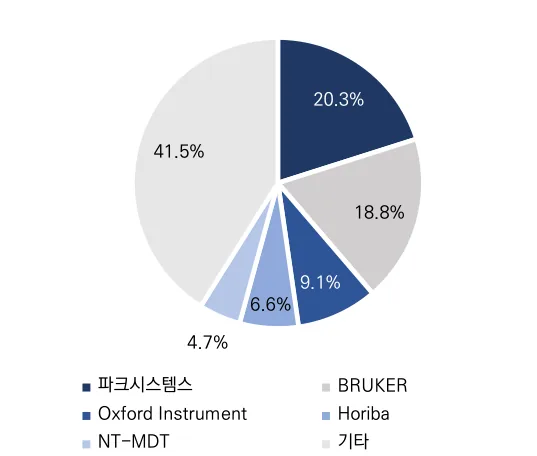 20.3%
41.5%
18.8%
9.1%
6.6%
4.7%
파크시스템스
BRUKER
Oxford Instrument
Horiba
NT-MDT
기타